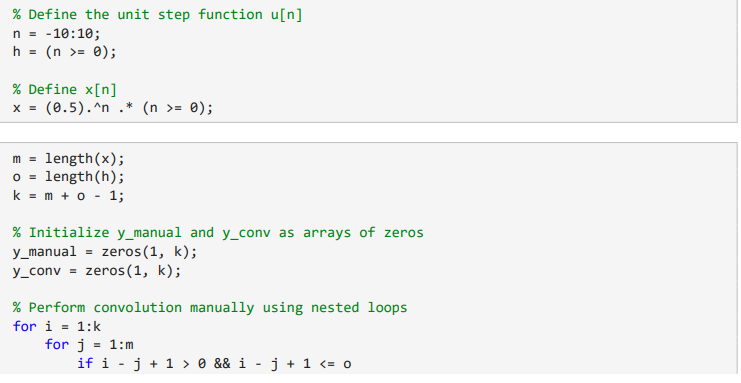 % Define the unit step function u[n]
n = -10:10;
h = (n >= 0);
% Define x[n]
x = (0.5).^n .* (n >= 0);
m = length(x);
o = length(h);
k = m + o - 1;
% Initialize y_manual and y_conv as arrays of zeros
y_manual = zeros(1, k);
y_conv = zeros(1, k);
% Perform convolution manually using nested loops
for i = 1:k
    for j = 1:m
        if i - j + 1 > 0 && i - j + 1 <= o